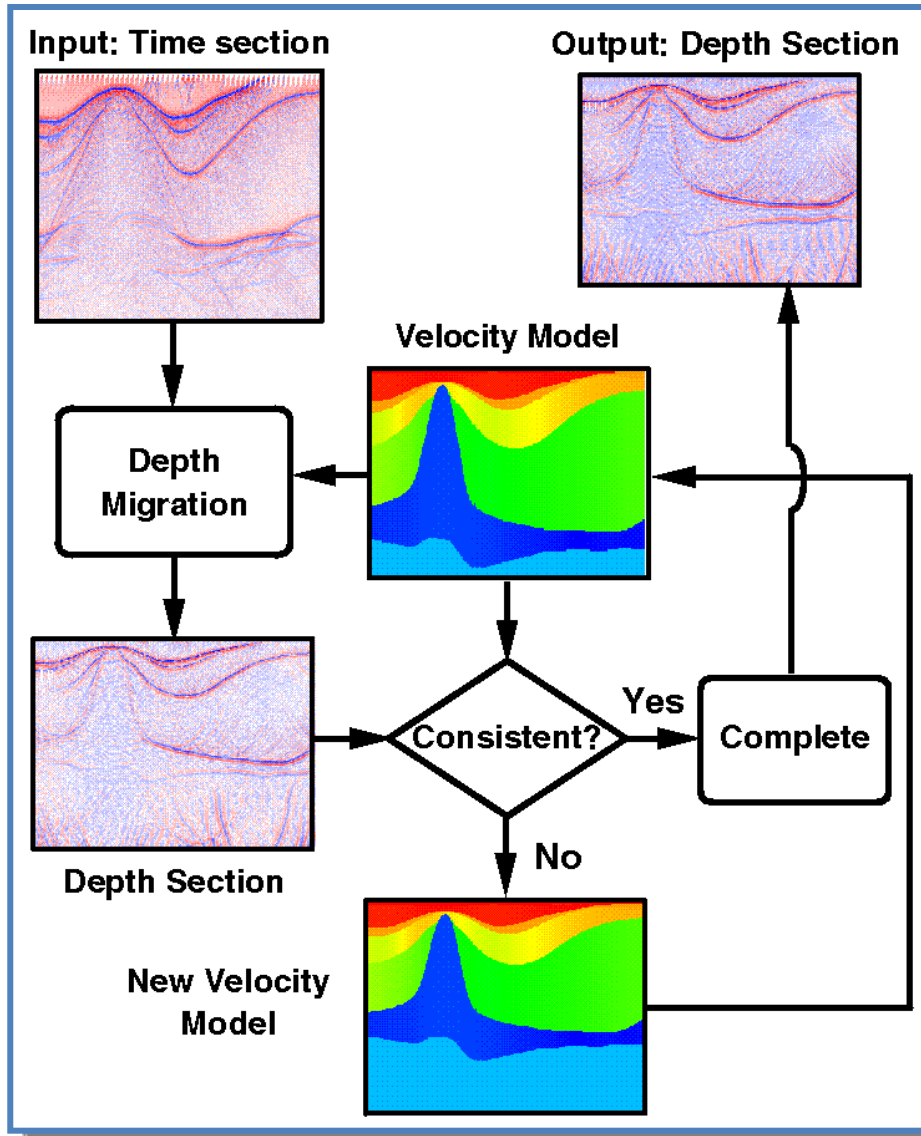 Input: Time section
Output: Depth Section
Velocity Model
Depth
Migration
Consistent?
Yes
Complete
No
Depth Section
New Velocity
Model